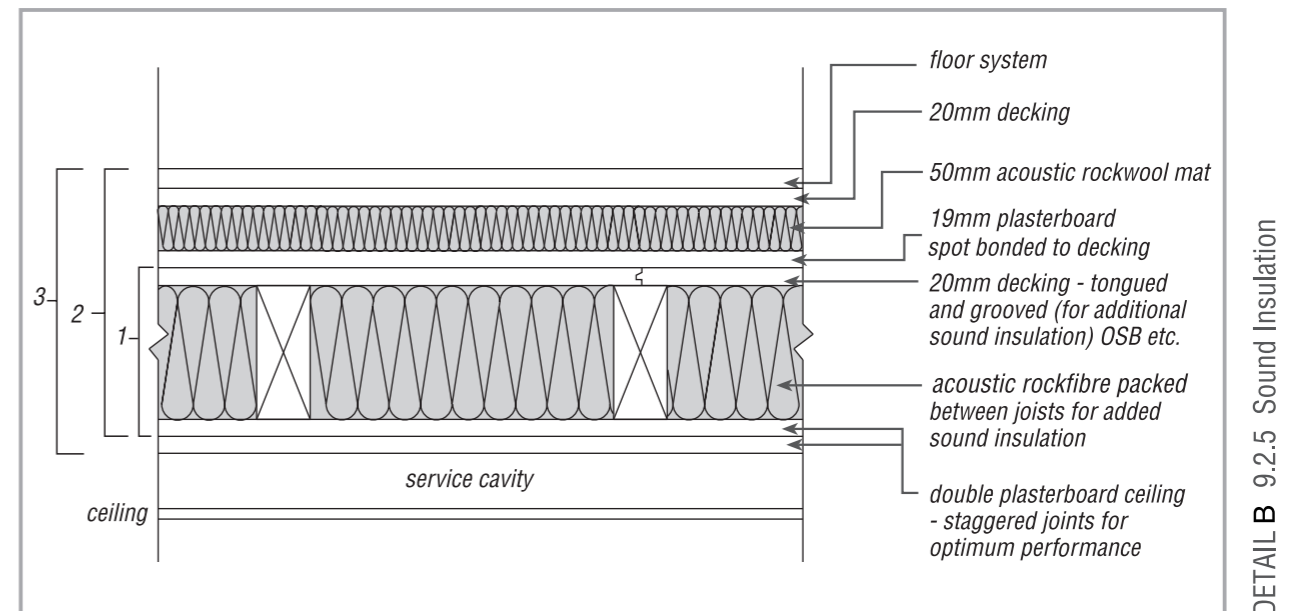 floor system
20mm decking
50mm acoustic rockwool mat
19mm plasterboard
spot bonded to decking
20mm decking - tongued
and grooved (for additional
sound insulation) OSB etc.
acoustic rockfibre packed
between joists for added
sound insulation
double plasterboard ceiling
- staggered joints for
optimum performance
3
2
1
service cavity
ceiling
DETAIL B 9.2.5 Sound Insulation